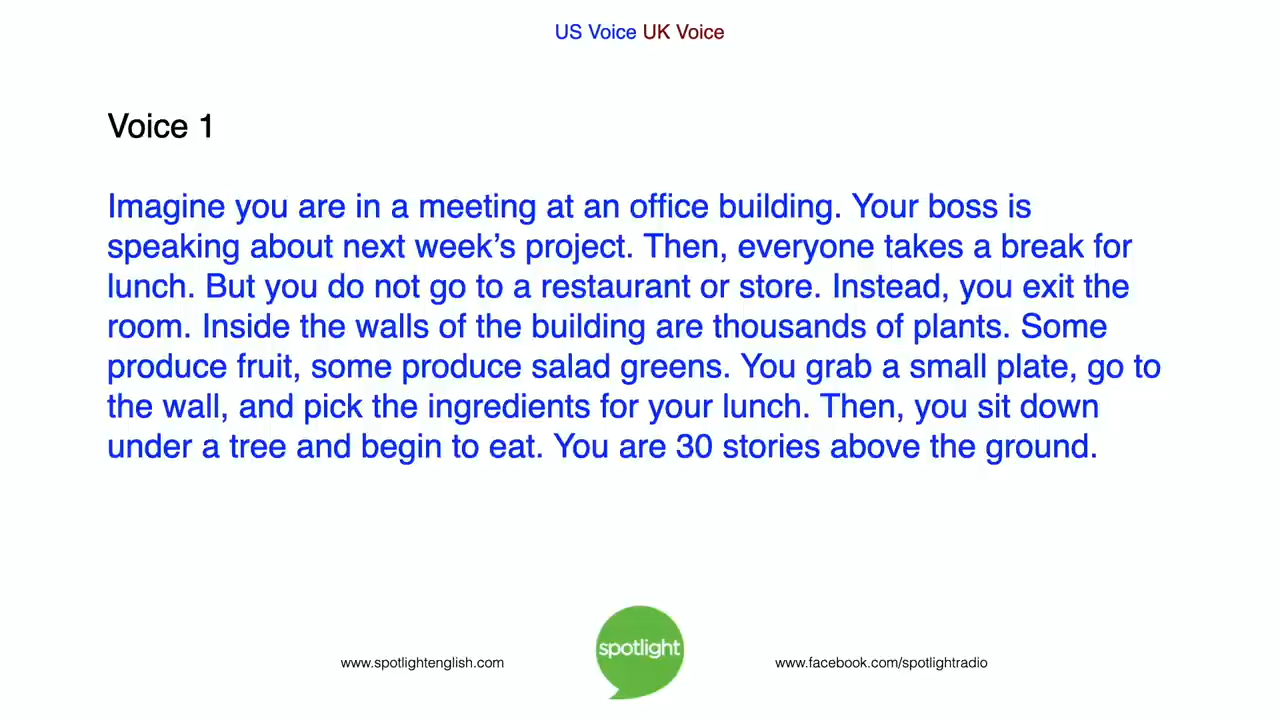 US Voice UK Voice
Voice 1
Imagine you are in a meeting at an office building. Your boss is
speaking about next week’s project. Then, everyone takes a break for
lunch. But you do not go to a restaurant or store. Instead, you exit the
room. Inside the walls of the building are thousands of plants. Some
produce fruit, some produce salad greens. You grab a small plate, go to
the wall, and pick the ingredients for your lunch. Then, you sit down
under a tree and begin to eat. You are 30 stories above the ground.
spotlight
www.spotlightenglish.com
www.facebook.com/spotlightradio